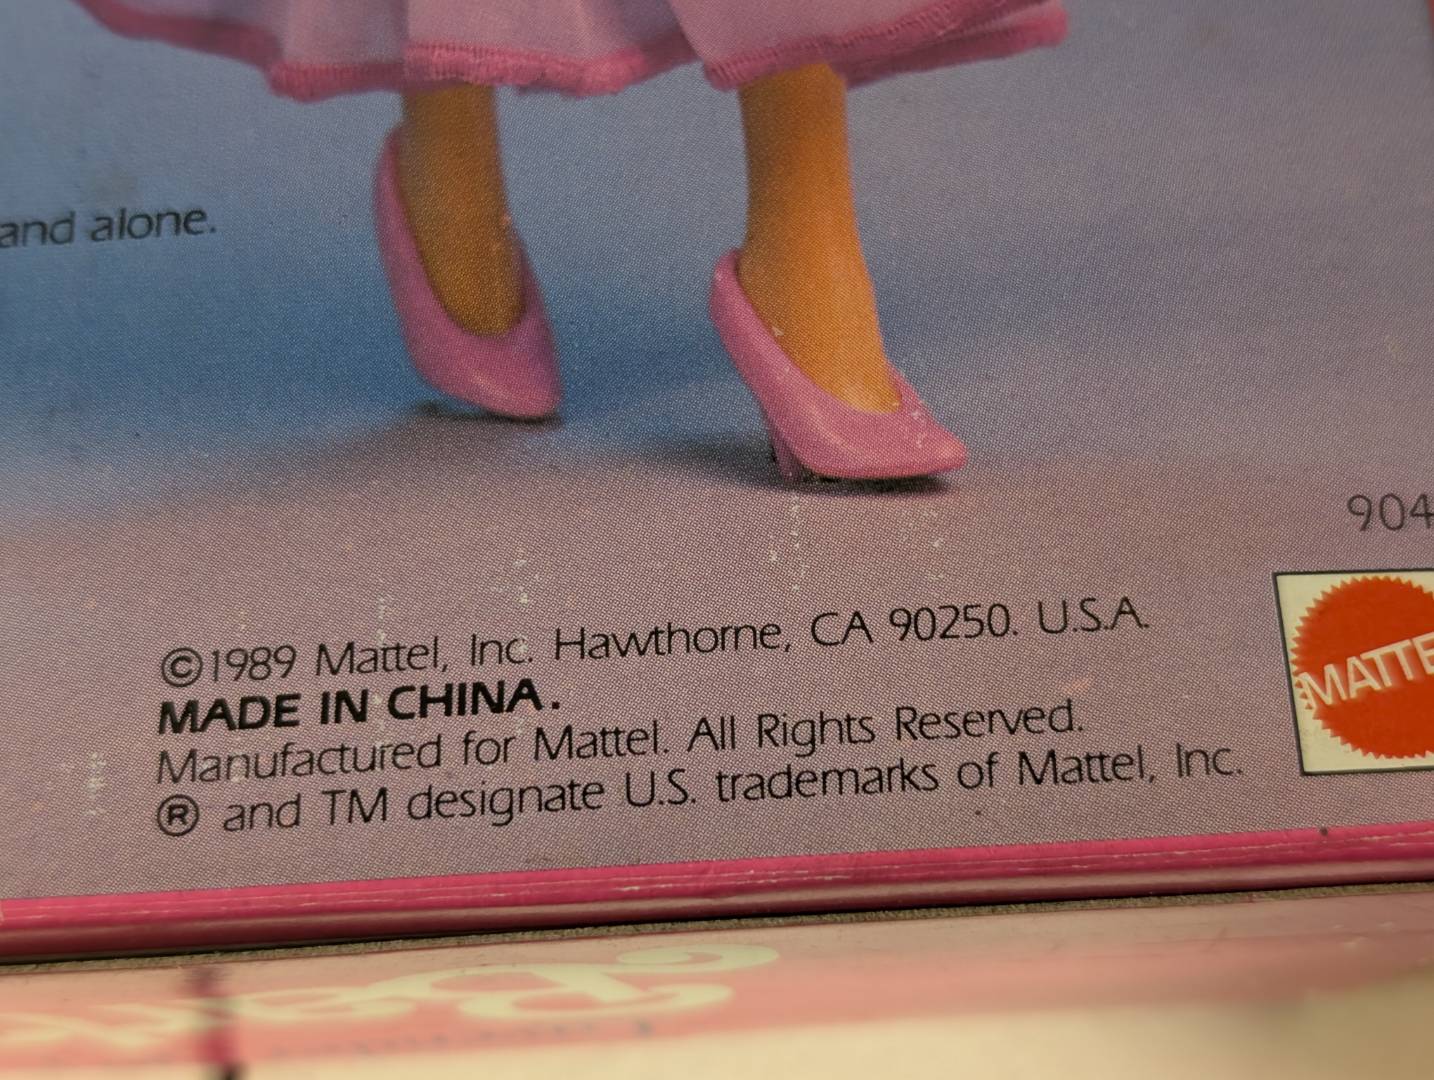 and alone.
904
©1989 Mattel, Inc. Hawthorne, CA 90250. U.S.A.
MADE IN CHINA.
Manufactured for Mattel. All Rights Reserved.
® and TM designate U.S. trademarks of Mattel, Inc.
MATTE